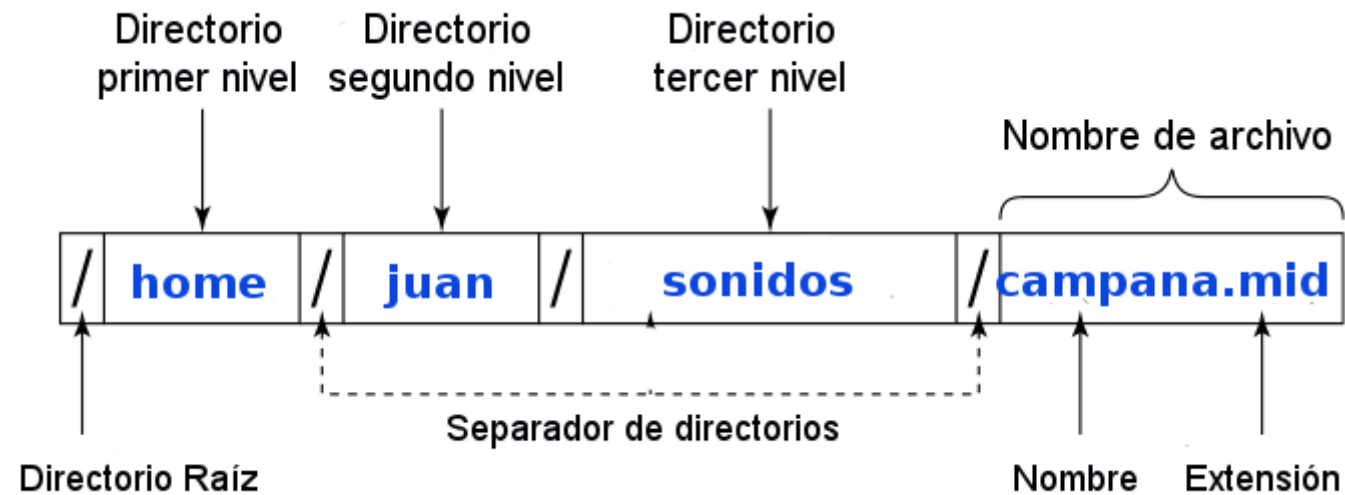 Directorio
primer nivel
Directorio
segundo nivel
Directorio
tercer nivel
Nombre de archivo
/ home / juan / sonidos / campana.mid
Separador de directorios
Directorio Raíz
Nombre
Extensión